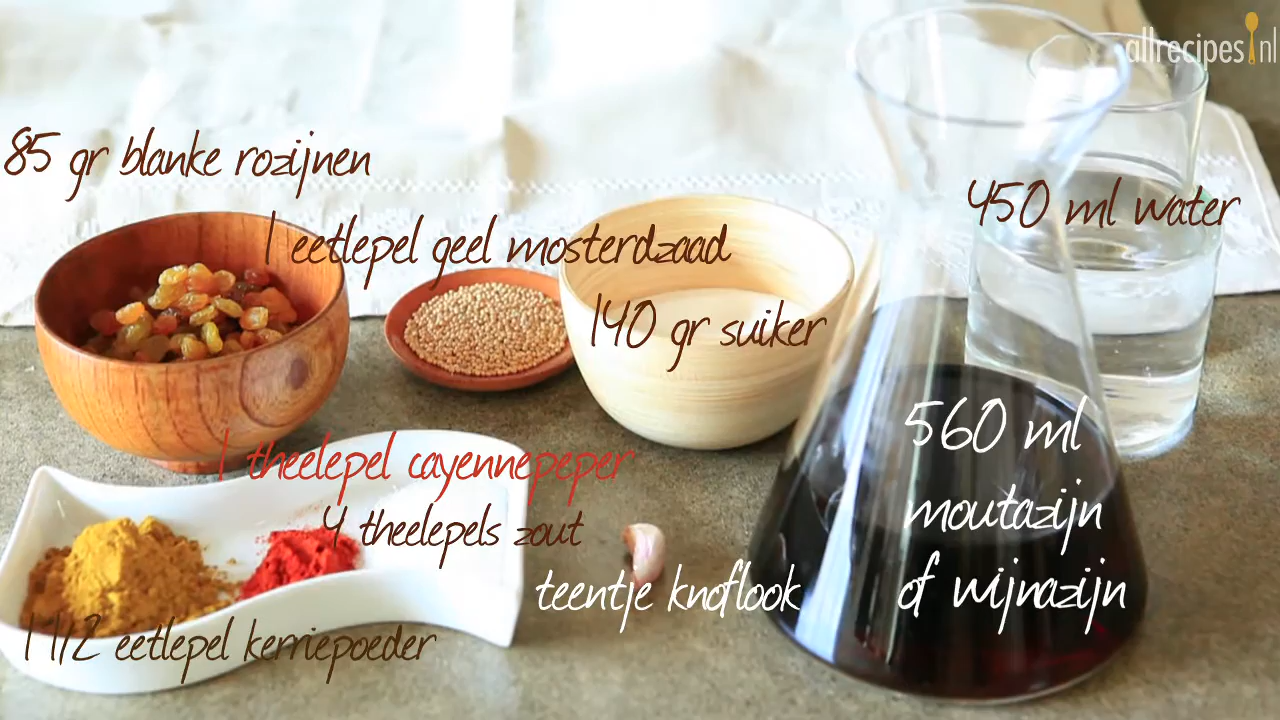 allrecipes nl
85 gr blanke rozijnen
450 ml water
1 eetlepel geel mosterdzaad
140 gr suiker
560 ml
moutazijn
of wijnazijn
1 theelepel cayennepeper
4 theelepels zout
teentje knoflook
1 1/2 eetlepel kerriepoeder